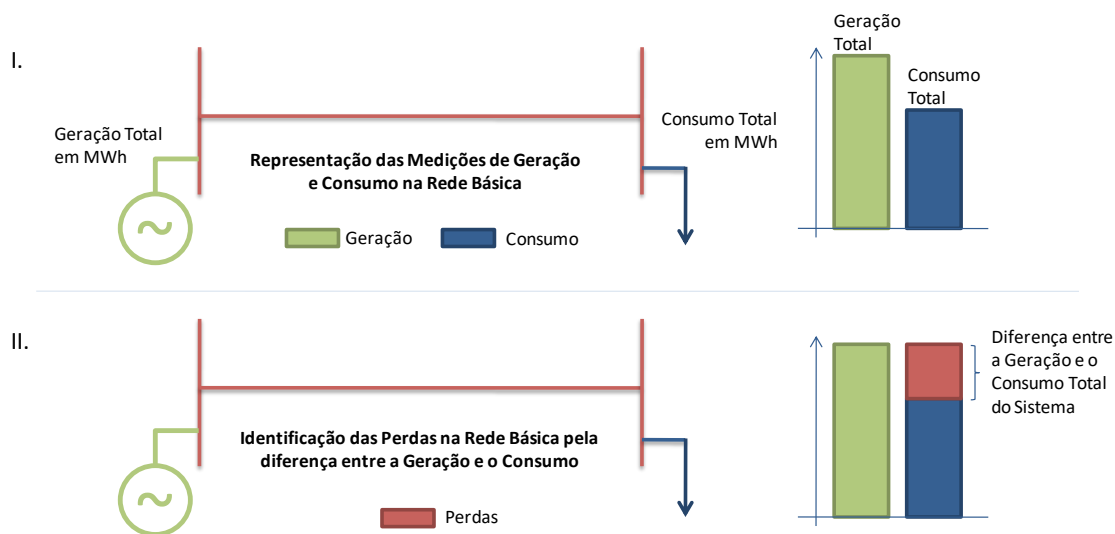 I.
Geração Total
em MWh
Representação das Medições de Geração
e Consumo na Rede Básica
Geração
Consumo
Consumo Total
em MWh
Geração
Total
Consumo
Total
II.
Identificação das Perdas na Rede Básica pela
diferença entre a Geração e o Consumo
Perdas
Diferença entre
a Geração e o
Consumo Total
do Sistema